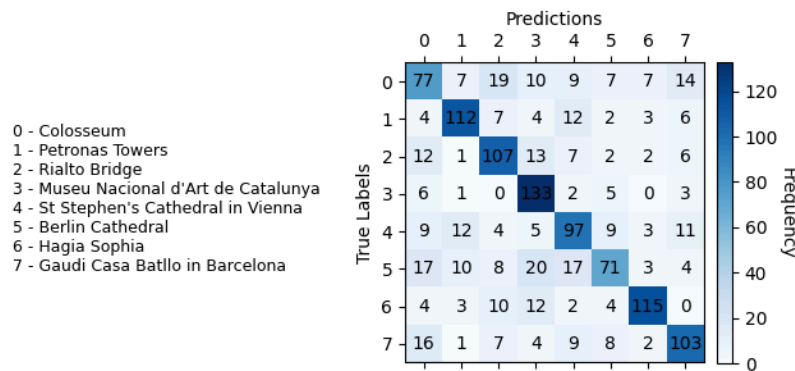 Predictions
0 1 2 3 4 5 6 7
0 77 7 19 10 9 7 7 14
1 4 112 7 4 12 2 3 6
2 12 1 107 13 7 2 2 6
3 6 1 0 133 2 5 0 3
4 9 12 4 5 97 9 3 11
5 17 10 8 20 17 71 3 4
6 4 3 10 12 2 4 115 0
7 16 1 7 4 9 8 2 103
True Labels
0 - Colosseum
1 - Petronas Towers
2 - Rialto Bridge
3 - Museu Nacional d'Art de Catalunya
4 - St Stephen's Cathedral in Vienna
5 - Berlin Cathedral
6 - Hagia Sophia
7 - Gaudi Casa Batllo in Barcelona
120
100
80
60
40
20
0
Frequency